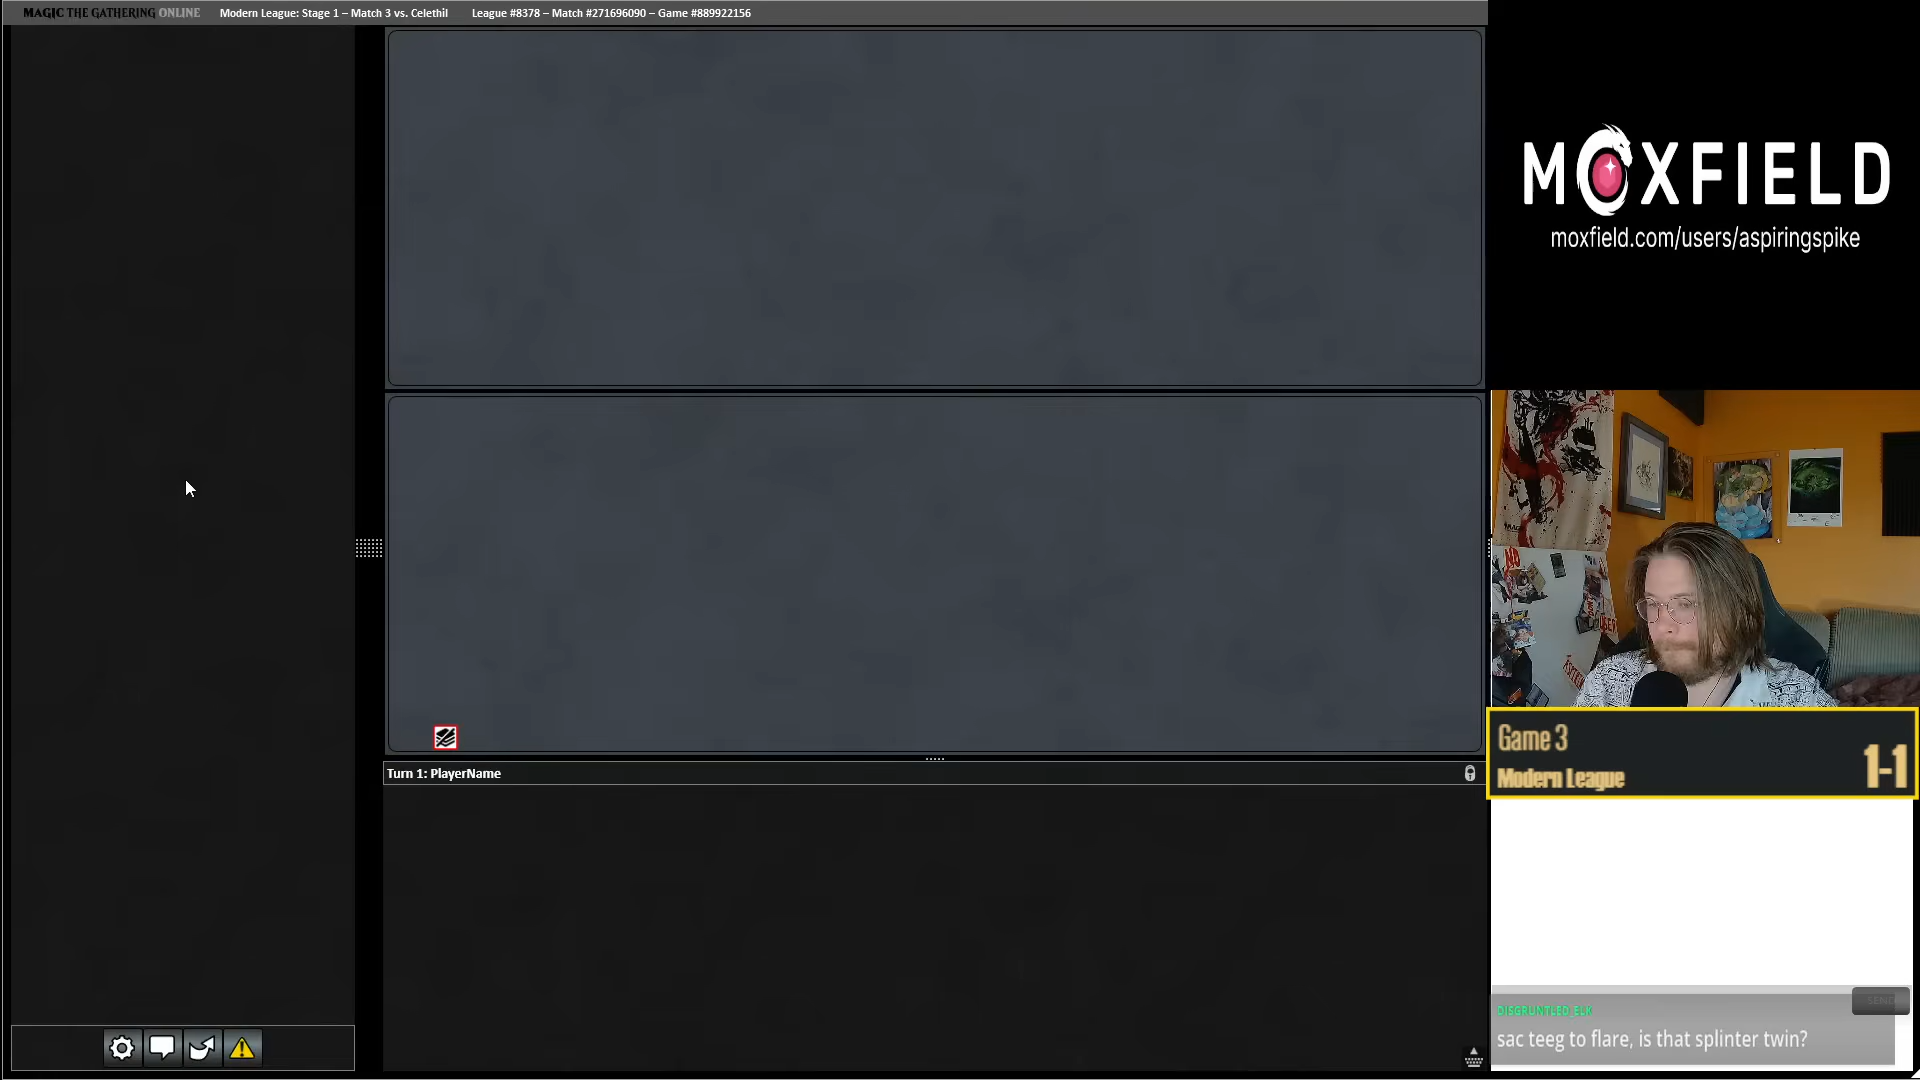 MAGIC THE GATHERING ONLINE
Modern League: Stage 1 – Match 3 vs. Celethil
League #8378 – Match #271696090 – Game #889922156
MOXFIELD
moxfield.com/users/aspiringspike
Turn 1: PlayerName
Game 3
Modern League
1-1
SEND
DISGRUNTLED_ELK
sac teeg to flare, is that splinter twin?